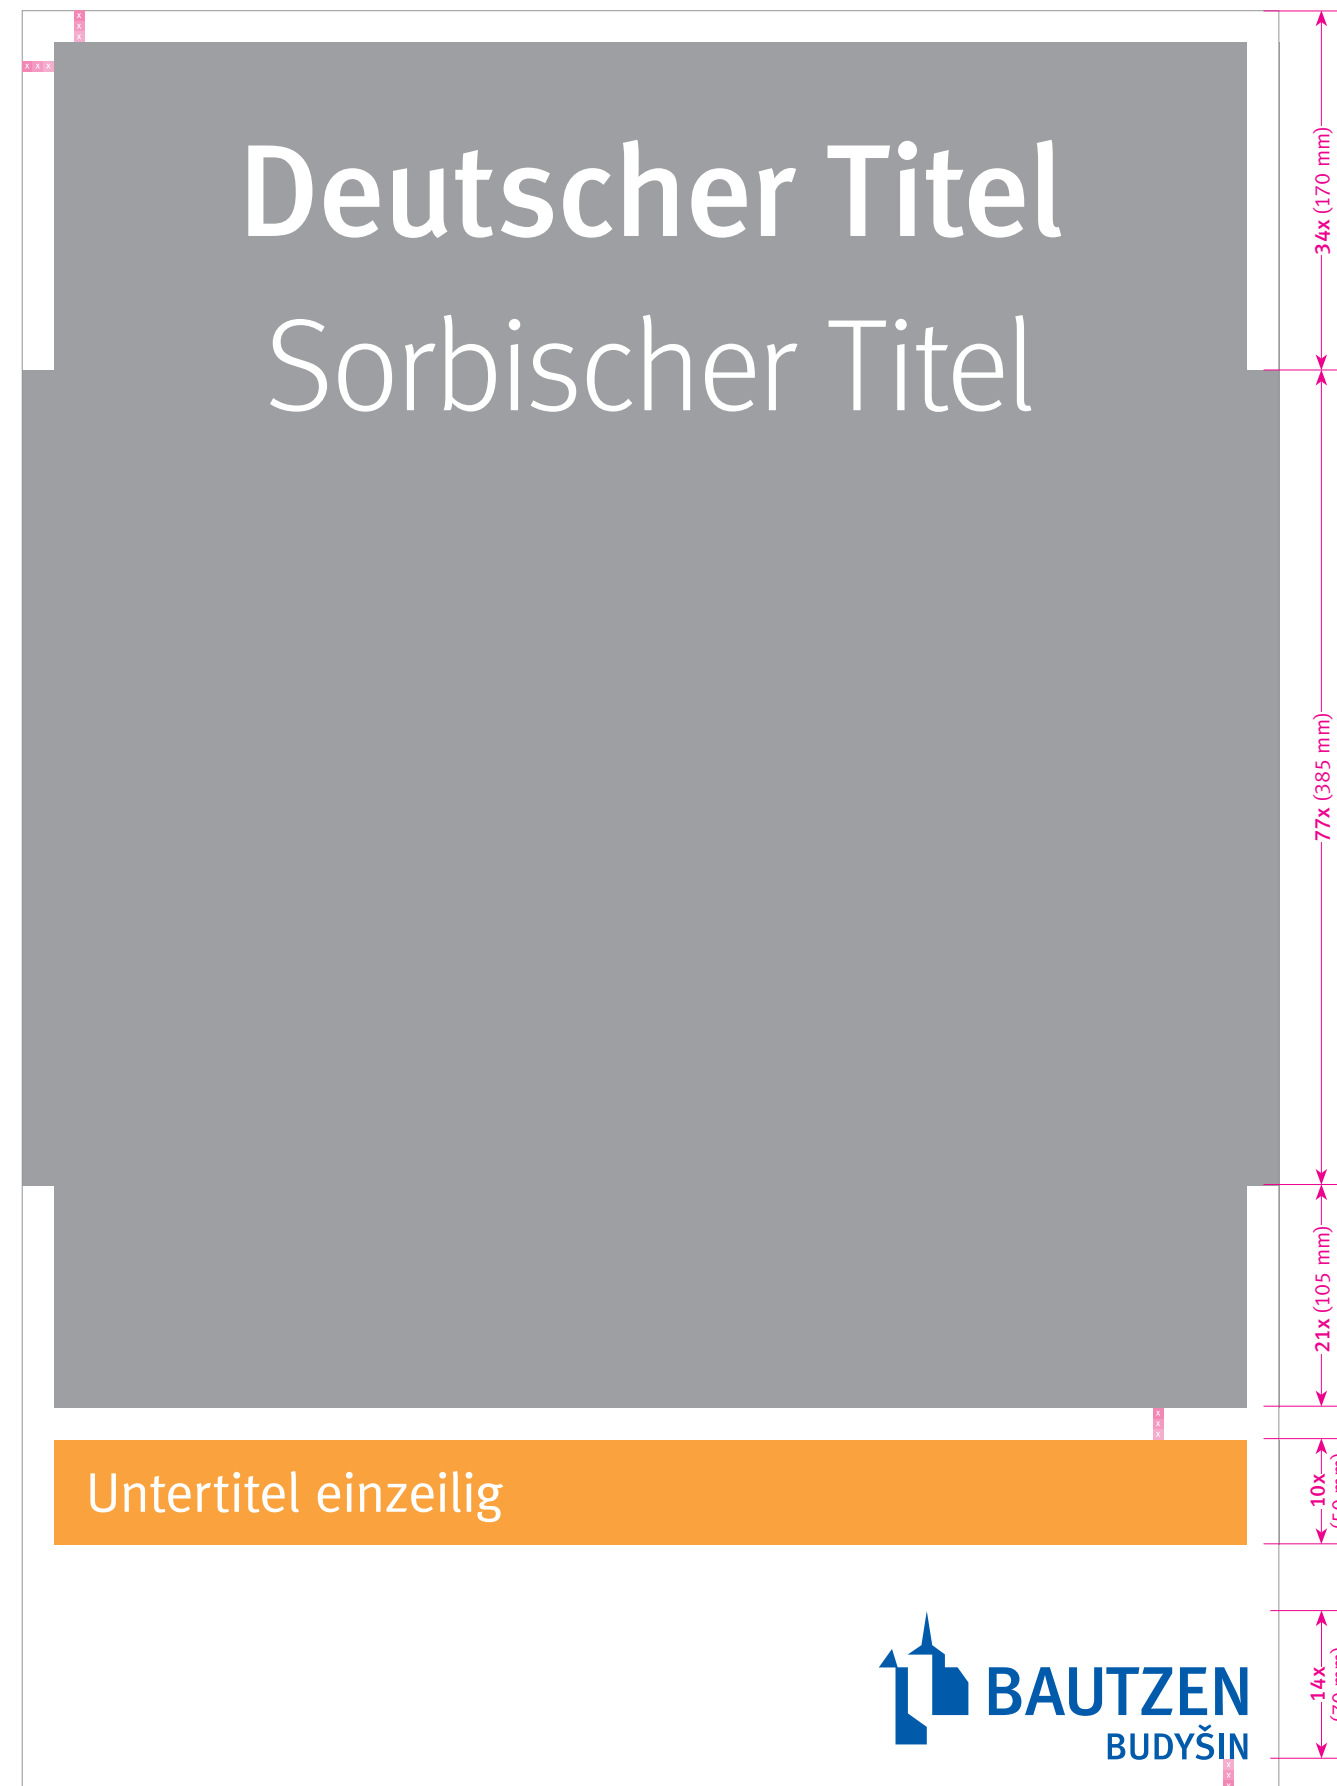 x
x
x
x x x
34x (170 mm)
Deutscher Titel
Sorbischer Titel
77x (385 mm)
21x (105 mm)
x
x
x
Untertitel einzeilig
10x
14x
BAUTZEN
BUDYŠIN
x
x
x